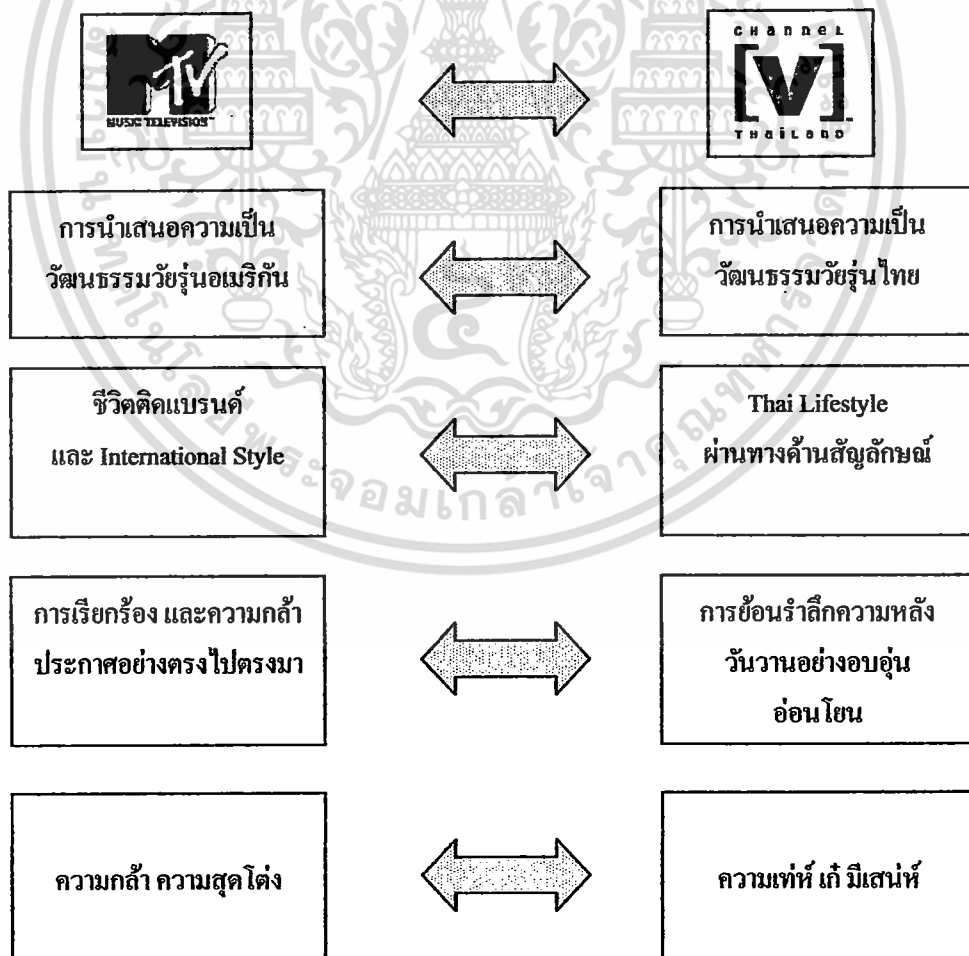 MTV
MUSIC TELEVISION™
CHANNEL
[V]™
THAILAND
การนำเสนอความเป็น
วัฒนธรรมวัยรุ่นอเมริกัน
การนำเสนอความเป็น
วัฒนธรรมวัยรุ่นไทย
ชีวิตติดแบรนด์
และ International Style
Thai Lifestyle
ผ่านทางด้านสัญลักษณ์
การเรียกร้อง และความกล้า
ประกาศอย่างตรงไปตรงมา
การย้อนรำลึกความหลัง
วันวานอย่างอบอุ่น
อ่อนโยน
ความกล้า ความสุดโต่ง
ความเท่ห์ เก๋ มีเสน่ห์